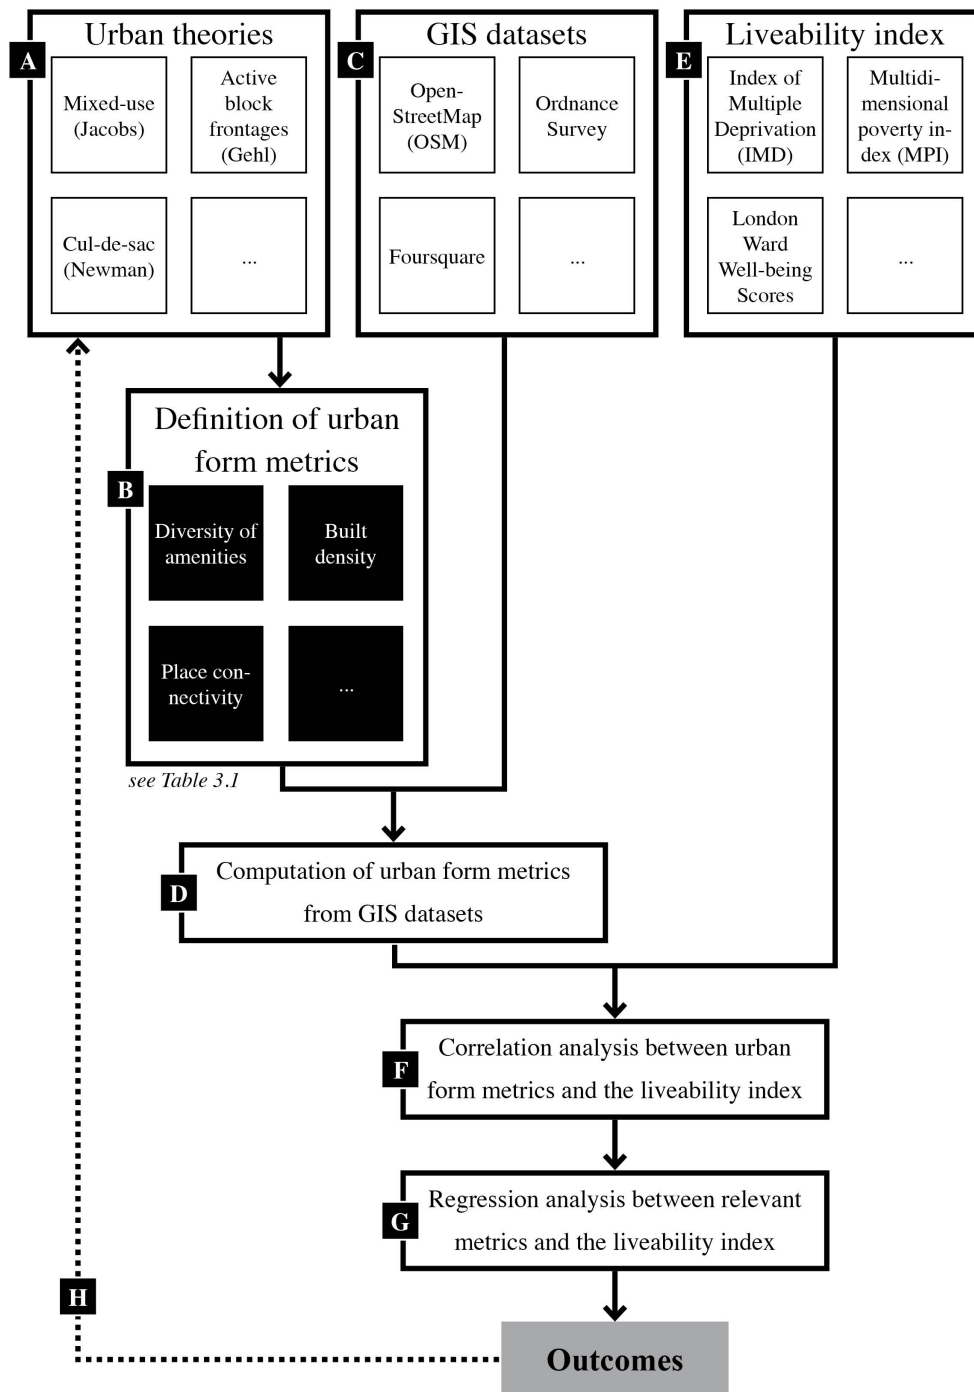 Urban theories
A
Mixed-use
(Jacobs)
Active
block
frontages
(Gehl)
Cul-de-sac
(Newman)
...
GIS datasets
C
Open-
StreetMap
(OSM)
Ordnance
Survey
Foursquare
...
Liveability index
E
Index of
Multiple
Deprivation
(IMD)
Multidi-
mensional
poverty in-
dex (MPI)
London
Ward
Well-being
Scores
...
Definition of urban
form metrics
B
Diversity of
amenities
Built
density
Place con-
nectivity
...
see Table 3.1
D
Computation of urban form metrics
from GIS datasets
F
Correlation analysis between urban
form metrics and the liveability index
G
Regression analysis between relevant
metrics and the liveability index
H
Outcomes